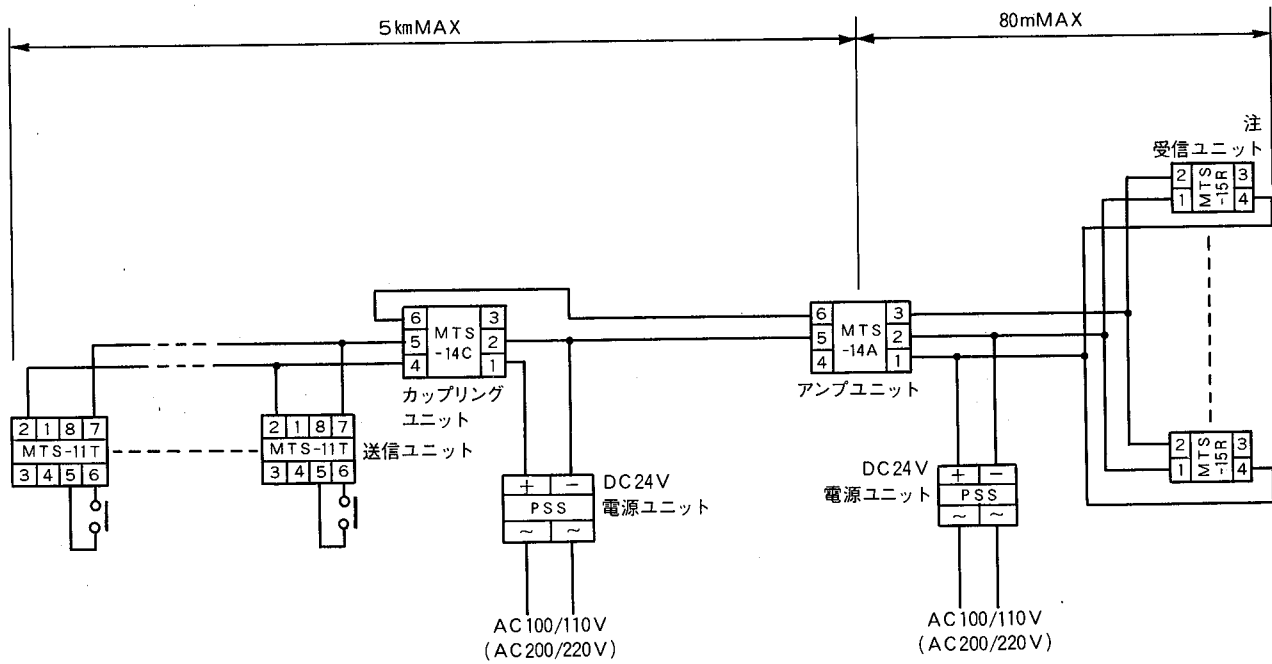 5kmMAX
80mMAX
注
受信ユニット
2 MTS-15R 3
1 4
6 MTS 3
5 -14C 2
4 1
カップリング
ユニット
6 MTS 3
5 -14A 2
4 1
アンプユニット
2 1 8 7
MTS-11T
3 4 5 6
2 1 8 7
MTS-11T
3 4 5 6
送信ユニット
2 MTS-15R 3
1 4
+ −
PSS
~ ~
DC24V
電源ユニット
AC100/110V
(AC200/220V)
DC24V
電源ユニット
+ −
PSS
~ ~
AC100/110V
(AC200/220V)